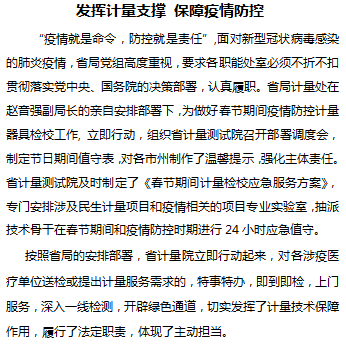 发挥计量支撑 保障疫情防控
“疫情就是命令，防控就是责任”,面对新型冠状病毒感染
的肺炎疫情，省局党组高度重视，要求各职能处室必须不折不扣
贯彻落实党中央、国务院的决策部署，认真履职。省局计量处在
赵音强副局长的亲自安排部署下，为做好春节期间疫情防控计量
器具检校工作, 立即行动，组织省计量测试院召开部署调度会，
制定节日期间值守表，对各市州制作了温馨提示，强化主体责任。
省计量测试院及时制定了《春节期间计量检校应急服务方案》，
专门安排涉及民生计量项目和疫情相关的项目专业实验室，抽派
技术骨干在春节期间和疫情防控时期进行 24 小时应急值守。
按照省局的安排部署，省计量院立即行动起来，对各涉疫医
疗单位送检或提出计量服务需求的，特事特办，即到即检，上门
服务，深入一线检测，开辟绿色通道，切实发挥了计量技术保障
作用，履行了法定职责，体现了主动担当。